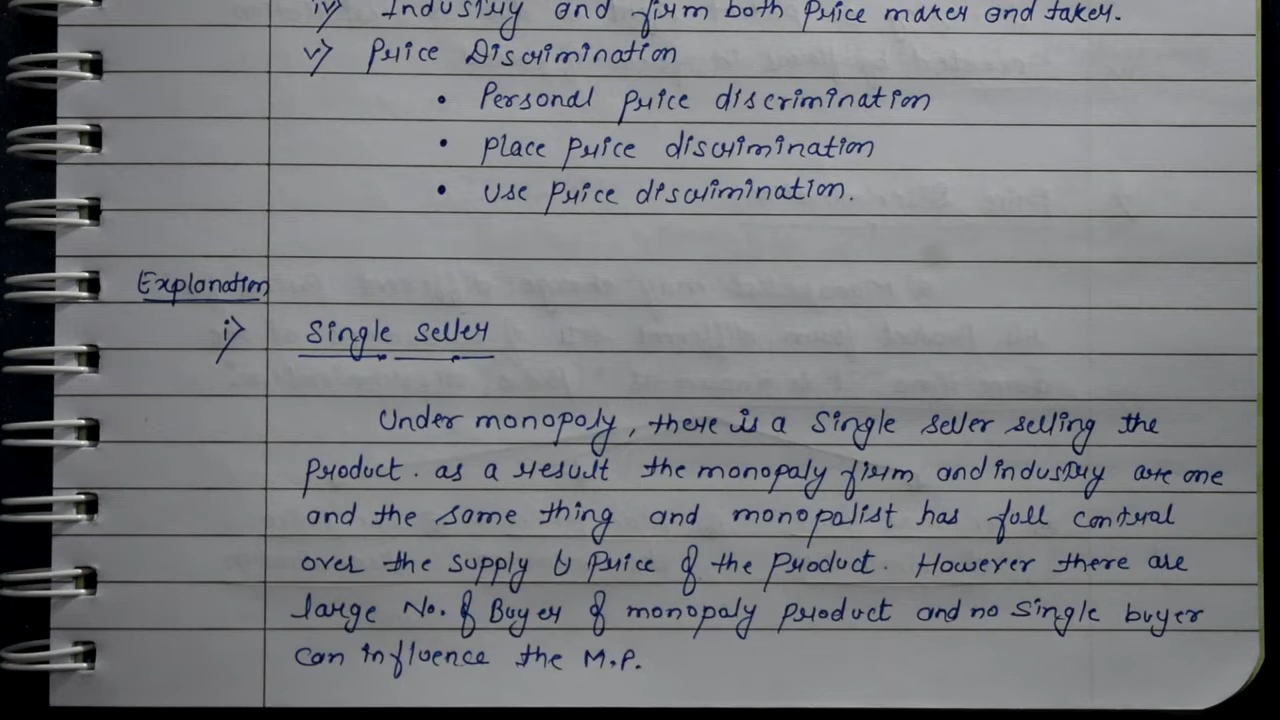 iv) Industry and firm both Price maker and taker.
v) Price Discrimination
• Personal price discrimination
• place price discrimination
• Use price discrimination.
Explanation
i) Single seller
Under monopoly, there is a single seller selling the
product. as a result the monopaly firm and industry are one
and the same thing and monopalist has full control
over the supply & price of the product. However there are
large No. of Buyer of monopaly product and no single buyer
can influence the M.P.